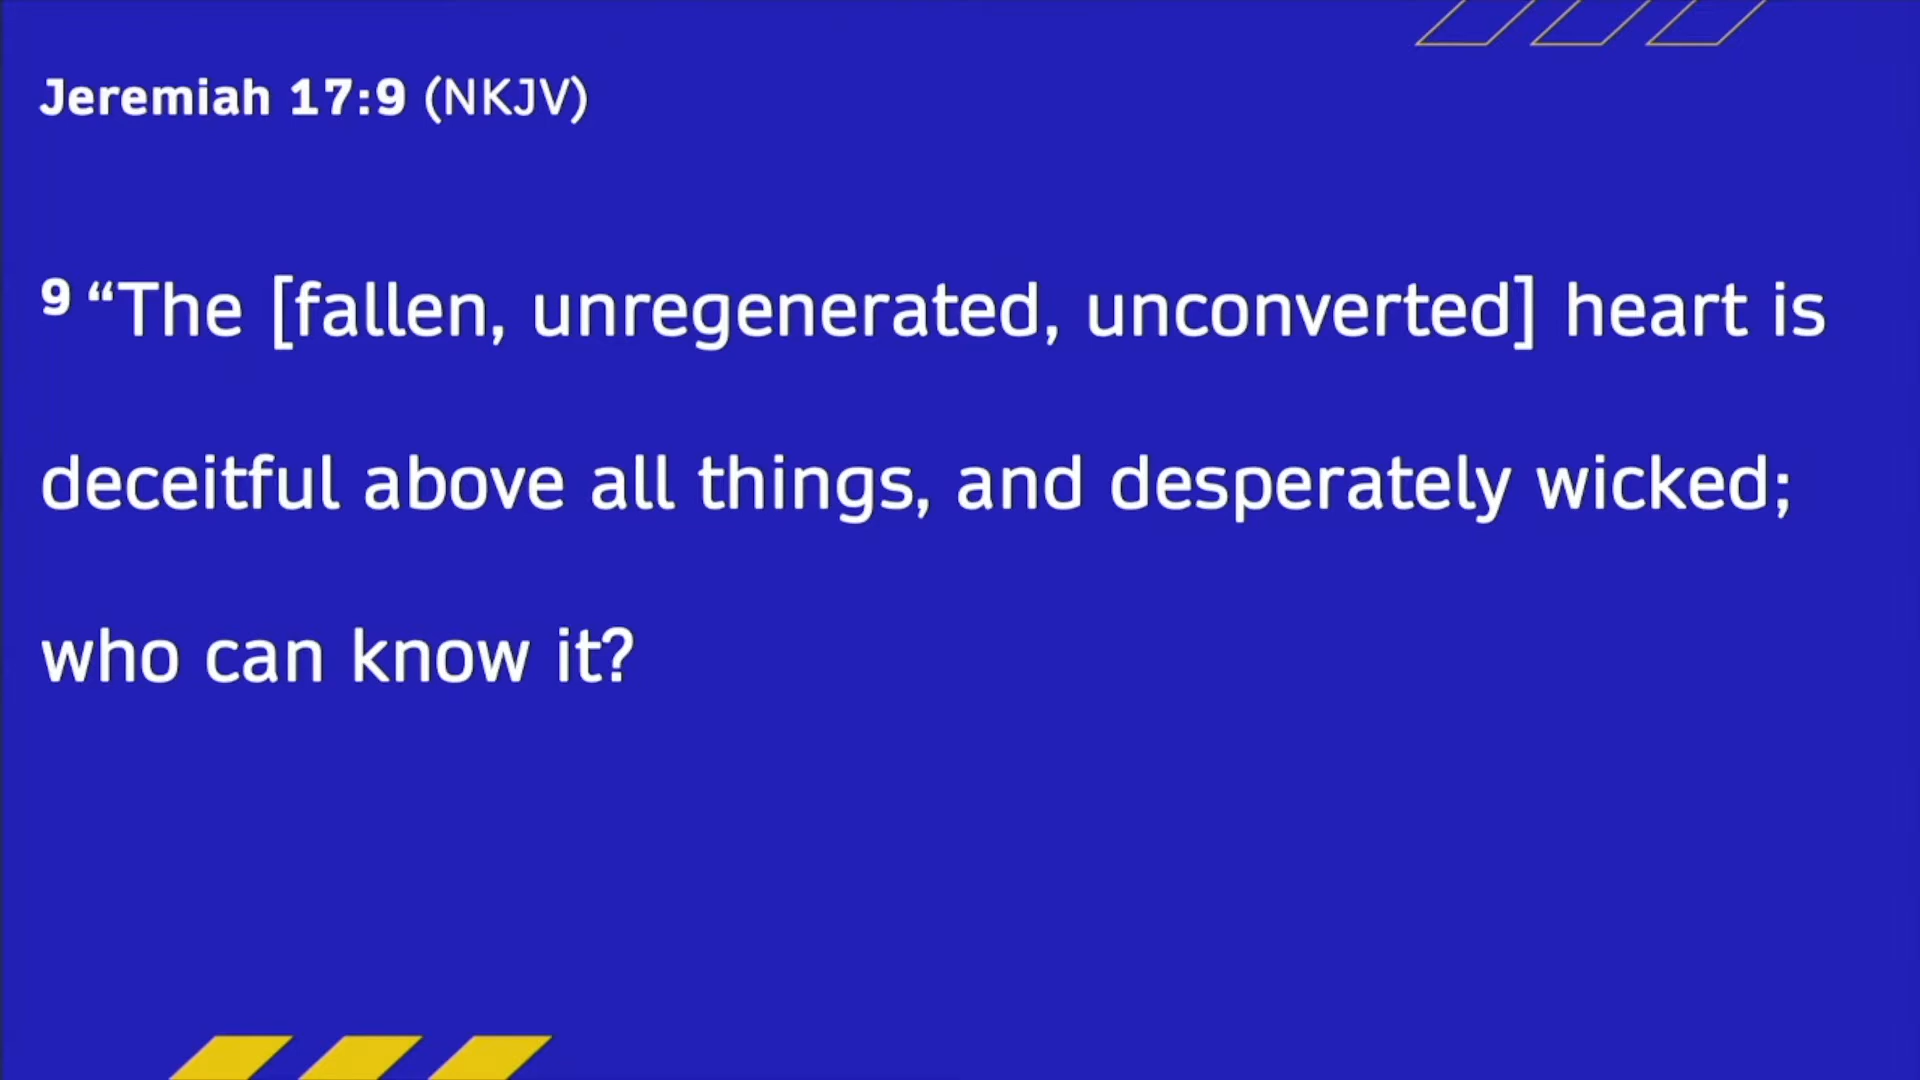 Jeremiah 17:9 (NKJV)
9 “The [fallen, unregenerated, unconverted] heart is
deceitful above all things, and desperately wicked;
who can know it?